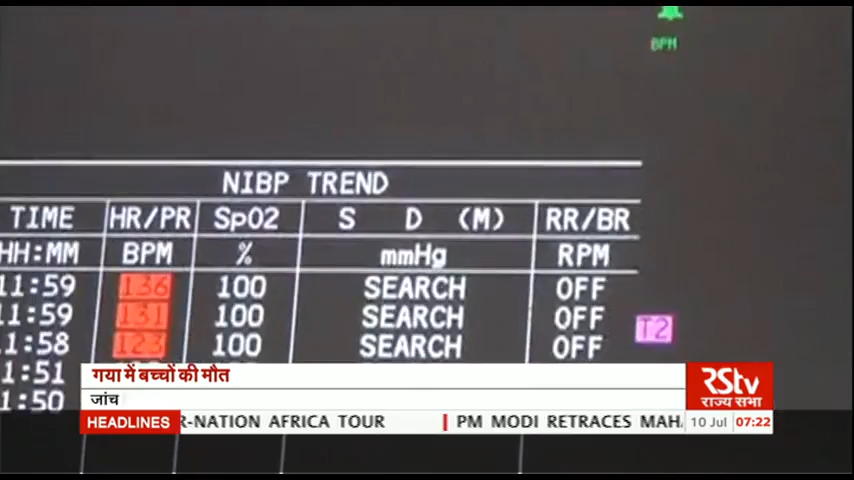 BPM
NIBP TREND
TIME HR/PR SpO2 S D (M) RR/BR
HH:MM BPM % mmHg RPM
11:59 136 100 SEARCH OFF
11:59 131 100 SEARCH OFF
11:58 123 100 SEARCH OFF
T2
11:51
11:50
गया में बच्चों की मौत
जांच
RStv
राज्य सभा
HEADLINES R-NATION AFRICA TOUR PM MODI RETRACES MAH 10 Jul 07:22